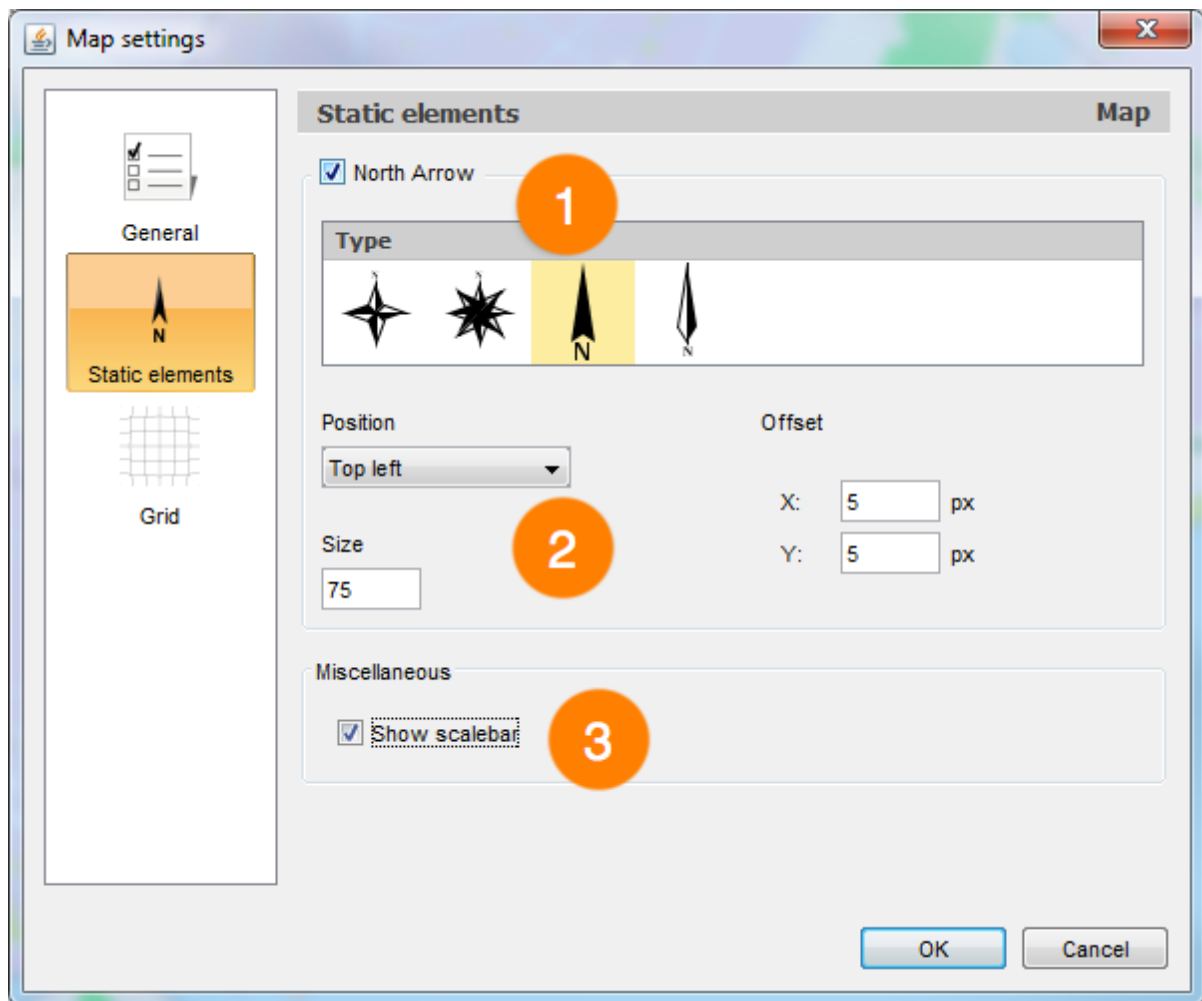 Map settings
General
Static elements
Grid
Static elements Map
North Arrow
1
Type
N
N
N
N
N
Position
Offset
Top left
X: 5 px
2
Size
Y: 5 px
75
Miscellaneous
Show scalebar
3
OK Cancel